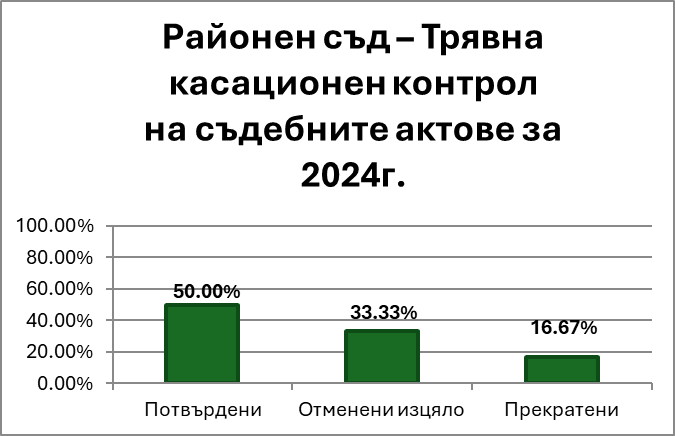 Районен съд – Трявна
касационен контрол
на съдебните актове за
2024г.
100.00%
80.00%
60.00%
40.00%
20.00%
0.00%
50.00%
33.33%
16.67%
Потвърдени
Отменени изцяло
Прекратени